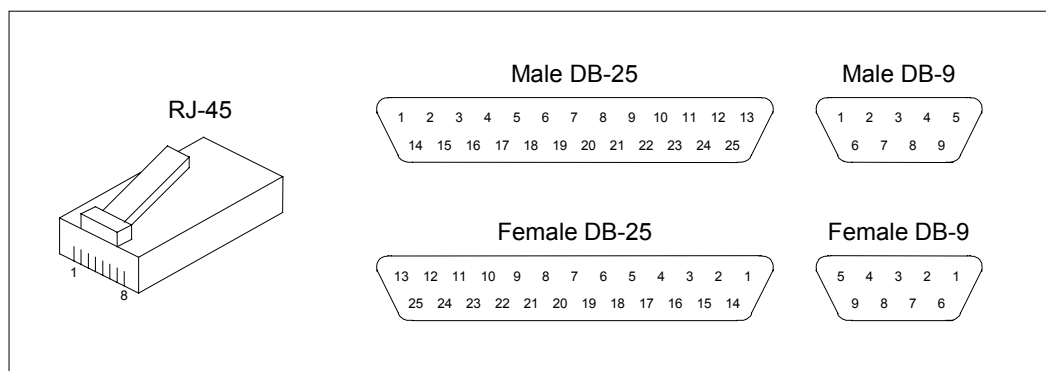 Male DB-25
Male DB-9
RJ-45
1 2 3 4 5 6 7 8 9 10 11 12 13
14 15 16 17 18 19 20 21 22 23 24 25
1 2 3 4 5
6 7 8 9
Female DB-25
Female DB-9
1
8
13 12 11 10 9 8 7 6 5 4 3 2 1
25 24 23 22 21 20 19 18 17 16 15 14
5 4 3 2 1
9 8 7 6